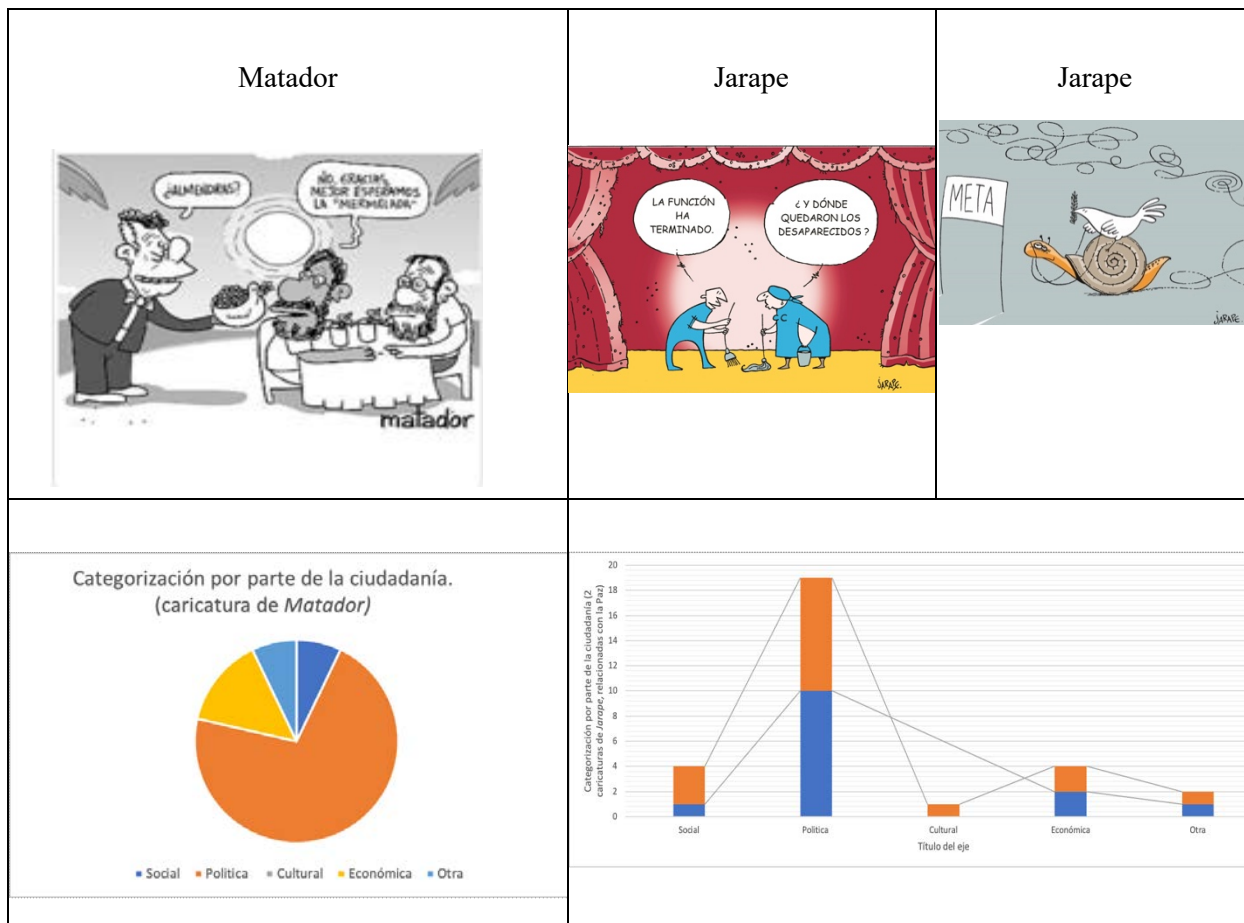 Matador
¿ALMENDRAS?
NO, GRACIAS,
MEJOR ESPERAMOS
LA "MERMELADA"
matador
Jarape
LA FUNCIÓN
HA
TERMINADO.
¿ Y DÓNDE
QUEDARON LOS
DESAPARECIDOS ?
CC
JARAPE.
Jarape
META
JARAPE
Categorización por parte de la ciudadanía.
(caricatura de Matador)
Social Politica Cultural Económica Otra
Categorización por parte de la ciudadanía (2
caricaturas de Jarape, relacionadas con la Paz)
20
18
16
14
12
10
8
6
4
2
0
Social Politica Cultural Económica Otra
Título del eje